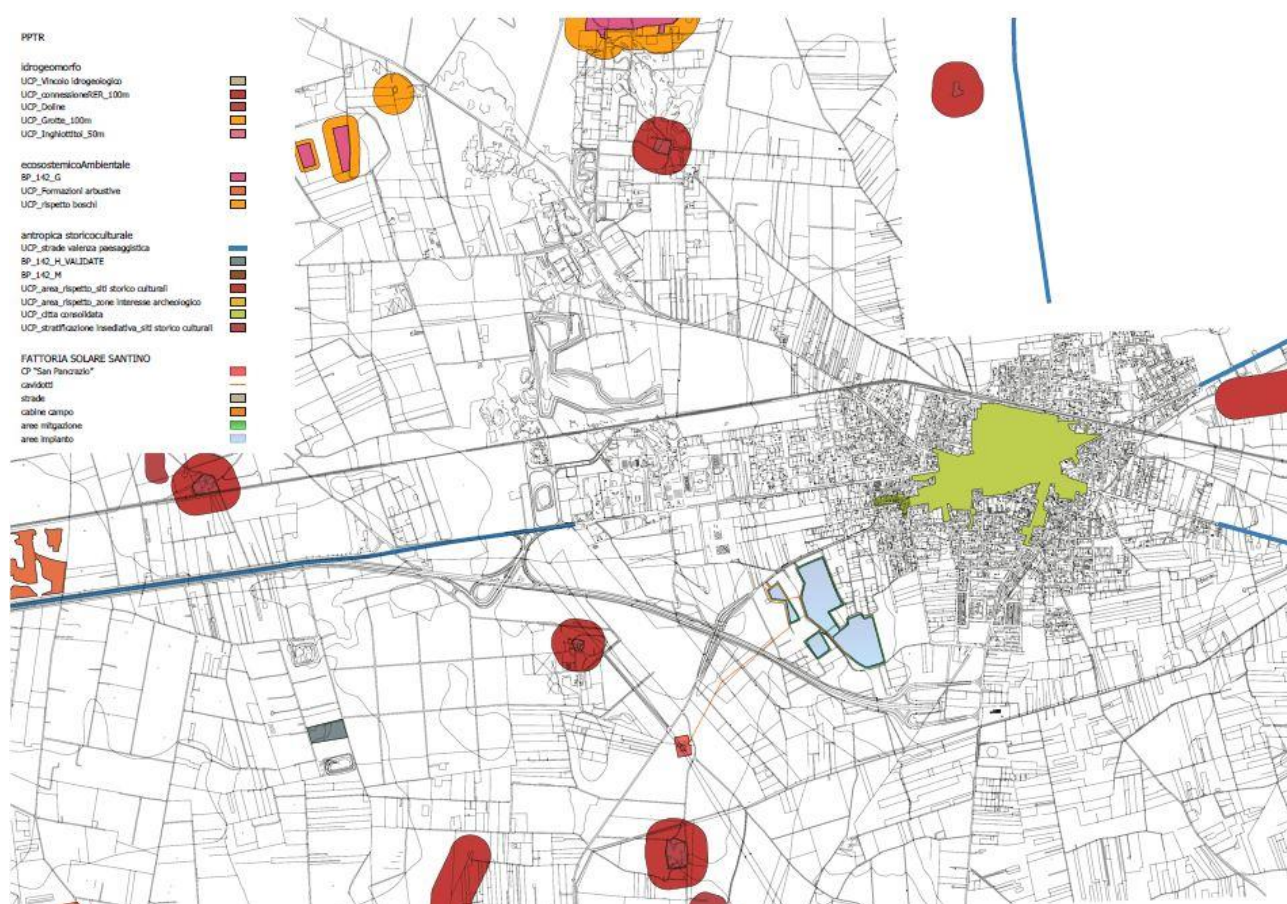 PPTR
idrogeomorfo
UCP_Vincolo idrogeologico
UCP_connessioneRER_100m
UCP_Doline
UCP_Grotte_100m
UCP_Inghiottitoi_50m
ecosostemicoAmbientale
BP_142_G
UCP_Formazioni arbustive
UCP_rispetto boschi
antropica storicoculturale
UCP_strade valenza paesaggistica
BP_142_H_VALIDATE
BP_142_M
UCP_area_rispetto_siti storico culturali
UCP_area_rispetto_zone interesse archeologico
UCP_citta consolidata
UCP_stratificazione insediativa_siti storico culturali
FATTORIA SOLARE SANTINO
CP "San Pancrazio"
cavidotti
strade
cabine campo
aree mitgazione
aree impianto